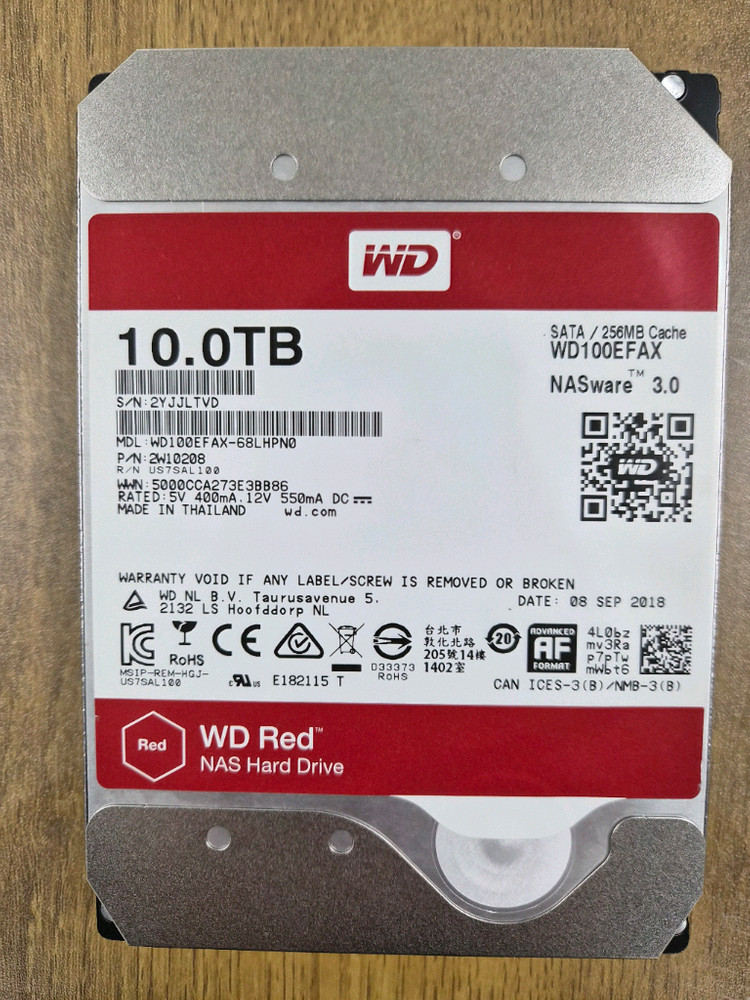 WD®
10.0TB
SATA / 256MB Cache
WD100EFAX
NASware™ 3.0
S/N:2YJJLTVD
MDL:WD100EFAX-68LHPN0
P/N:2W10208
R/N US7SAL100
WWN:5000CCA273E3BB86
RATED:5V 400mA.12V 550mA DC
MADE IN THAILAND wd.com
WD
WARRANTY VOID IF ANY LABEL/SCREW IS REMOVED OR BROKEN
WD NL B.V. Taurusavenue 5.
2132 LS Hoofddorp NL
DATE: 08 SEP 2018
RoHS
MSIP-REM-HGJ-
US7SAL100
CE
c RU US
E182115 T
D33373
RoHS
台北市
敦化北路
205號14樓
1402室
20
ADVANCED
AF
FORMAT
4L0bz
mv3Ra
p7pTw
mWbt6
CAN ICES-3(B)/NMB-3(B)
Red
WD Red™
NAS Hard Drive